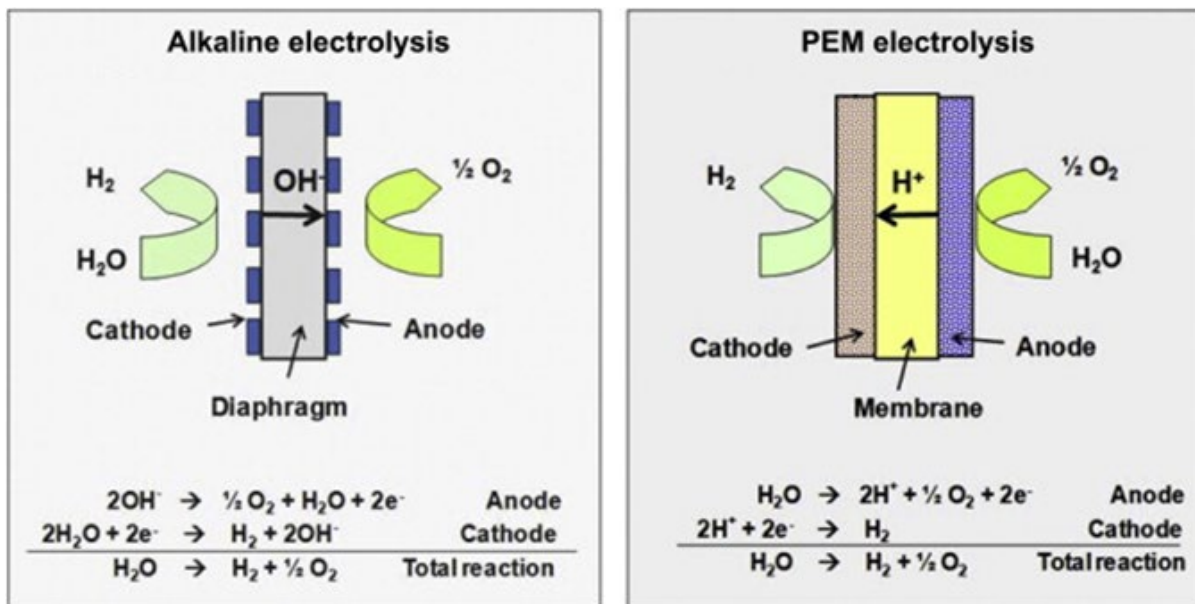 Alkaline electrolysis
H₂
H₂O
OH⁻
½ O₂
Cathode
Anode
Diaphragm
2OH⁻ → ½ O₂ + H₂O + 2e⁻ Anode
2H₂O + 2e⁻ → H₂ + 2OH⁻ Cathode
H₂O → H₂ + ½ O₂ Total reaction
PEM electrolysis
H₂
H⁺
½ O₂
H₂O
Cathode
Anode
Membrane
H₂O → 2H⁺ + ½ O₂ + 2e⁻ Anode
2H⁺ + 2e⁻ → H₂ Cathode
H₂O → H₂ + ½ O₂ Total reaction